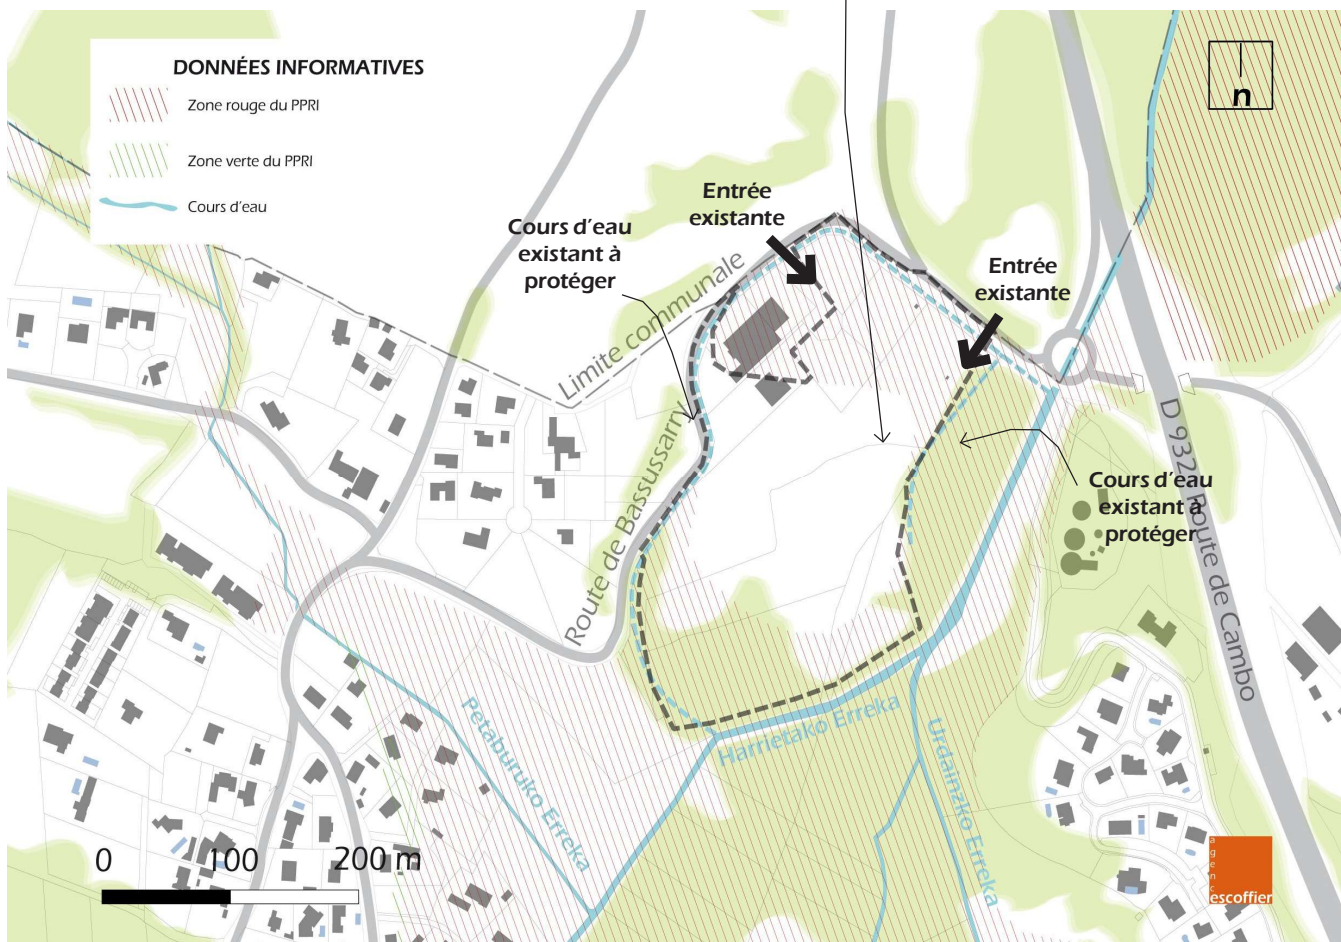 DONNÉES INFORMATIVES
Zone rouge du PPRI
Zone verte du PPRI
Cours d'eau
n
Entrée
existante
Cours d'eau
existant à
protéger
Entrée
existante
Limite communale
Route de Bassussarry
D 932 Route de Cambo
Cours d'eau
existant à
protéger
Petaburuko Erreka
Harrietako Erreka
Urdainzko Erreka
0 100 200 m
agenc
escoffier